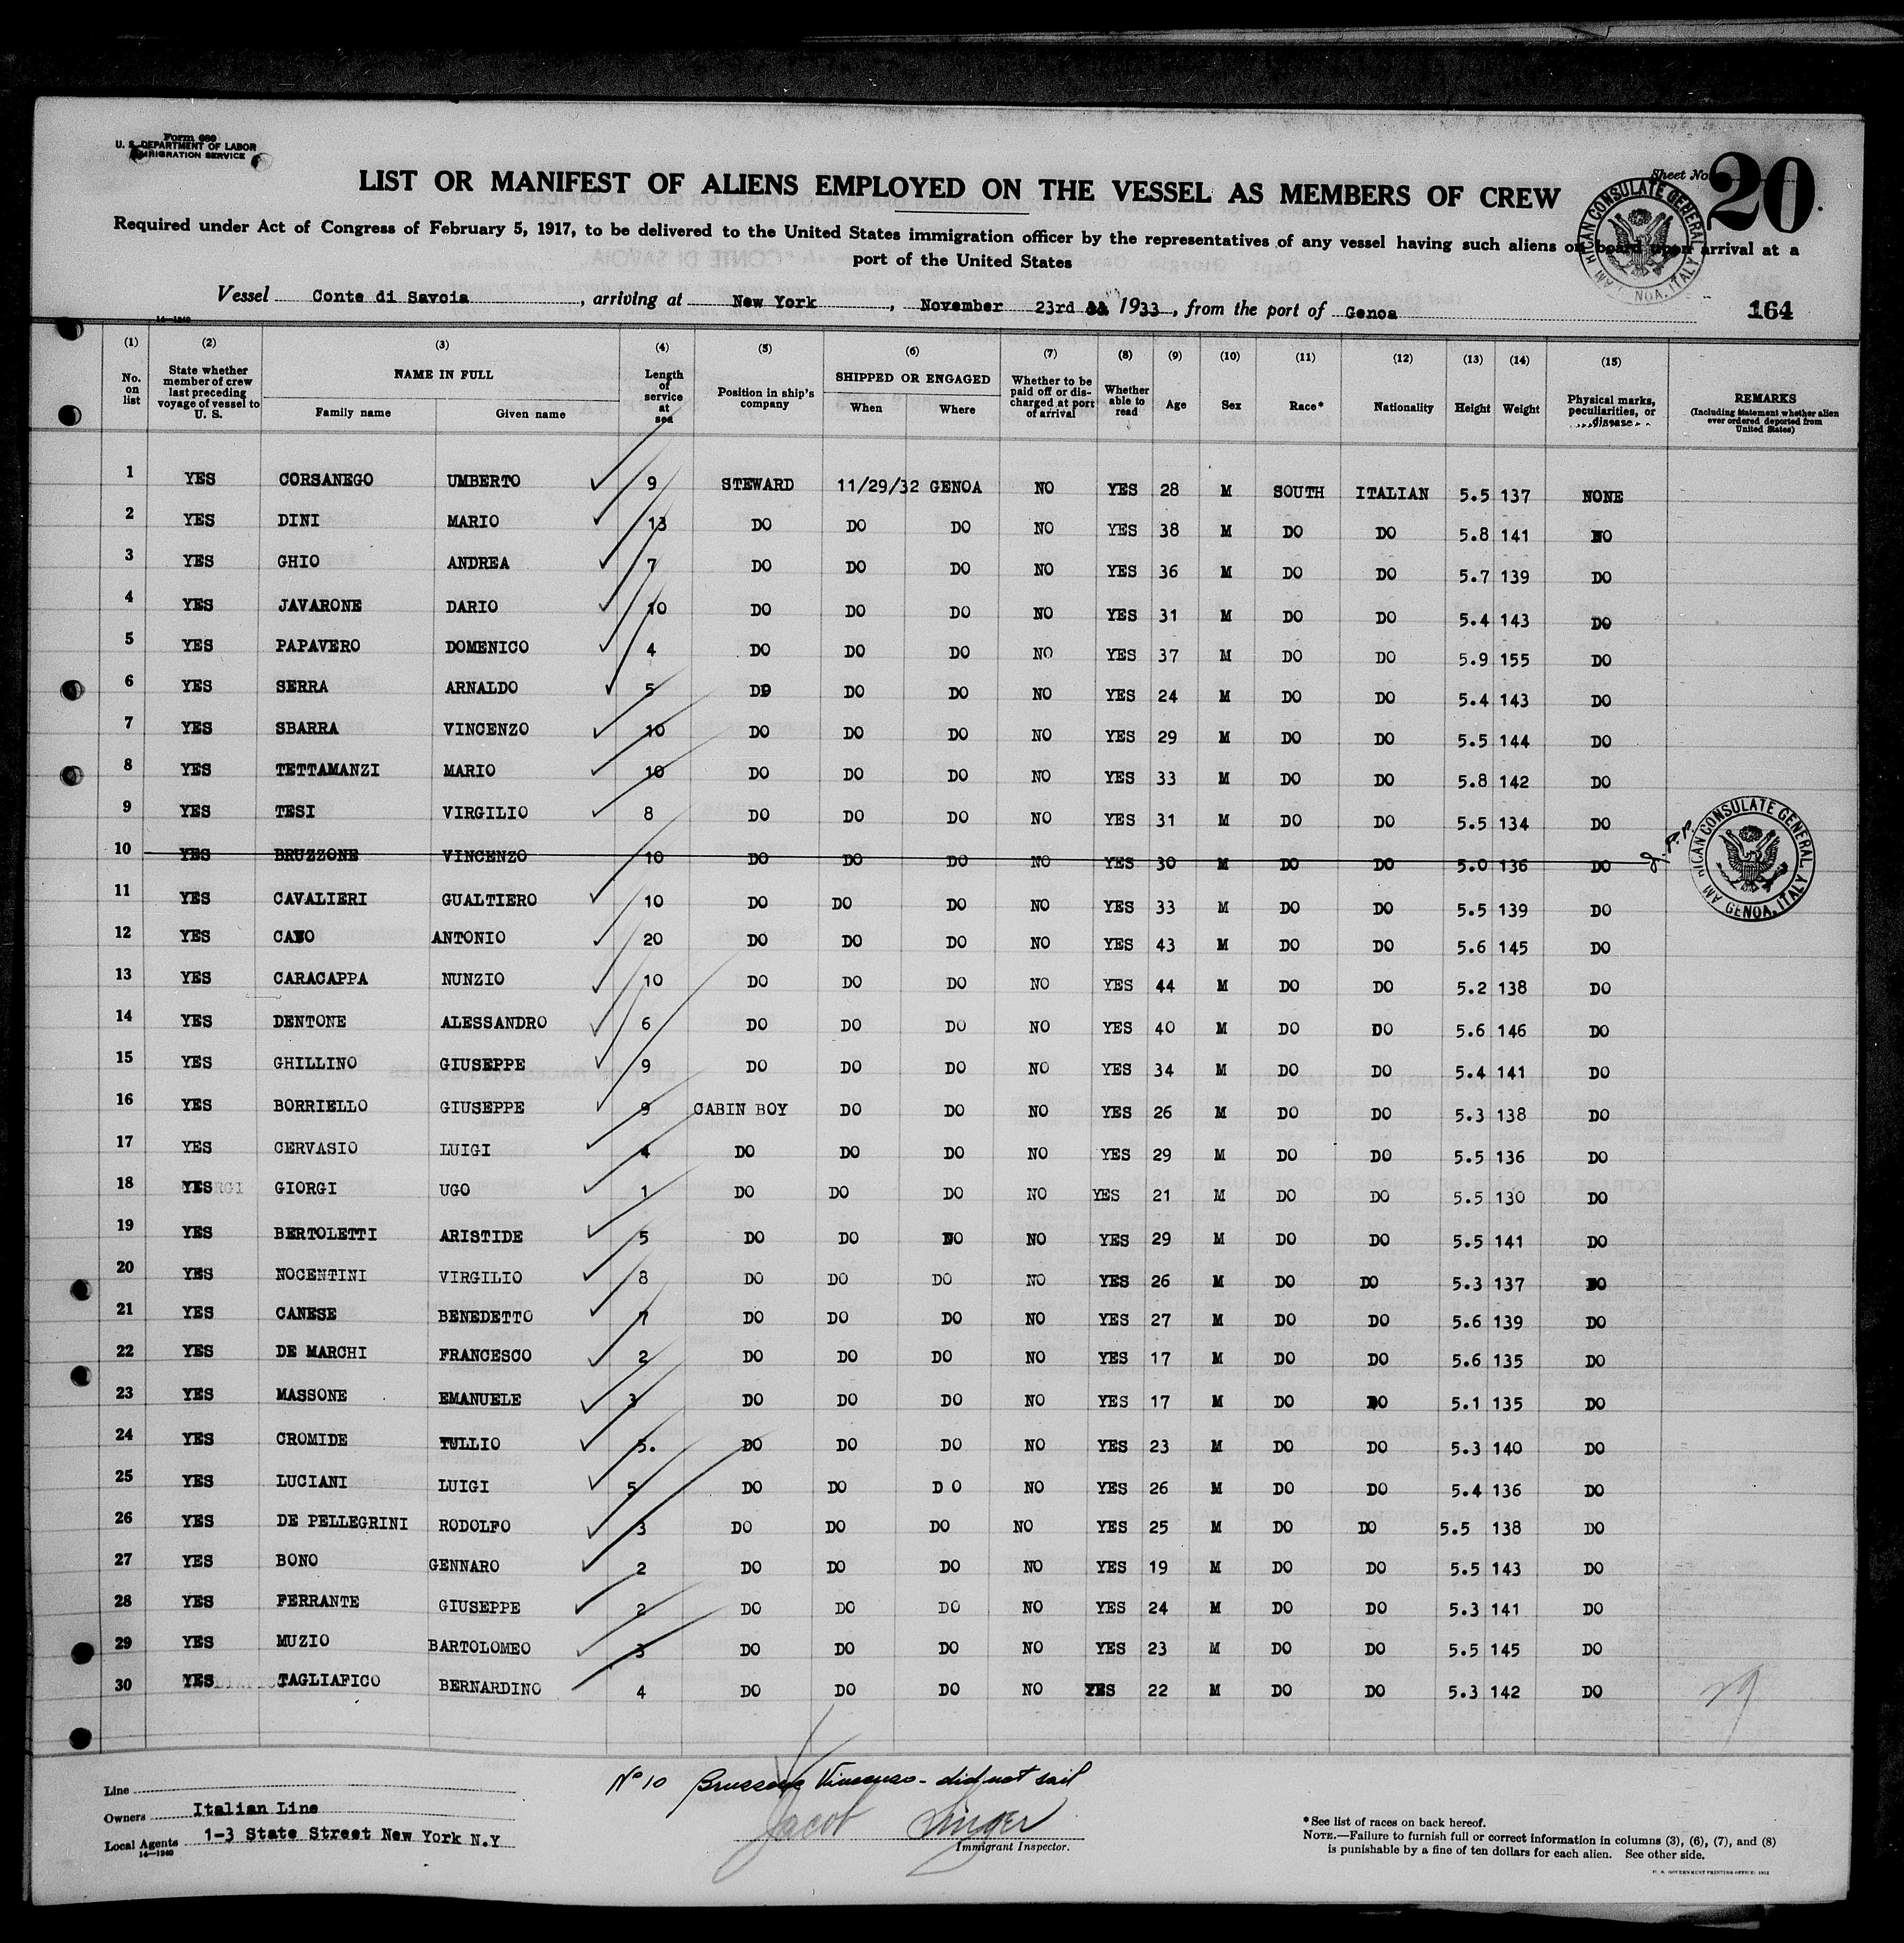 Form 680
U. S. DEPARTMENT OF LABOR
IMMIGRATION SERVICE
Sheet No. 20
LIST OR MANIFEST OF ALIENS EMPLOYED ON THE VESSEL AS MEMBERS OF CREW
Required under Act of Congress of February 5, 1917, to be delivered to the United States immigration officer by the representatives of any vessel having such aliens on board upon arrival at a
port of the United States
AMERICAN CONSULATE GENERAL GENOA, ITALY
Vessel Conte di Savoia, arriving at New York, November 23rd 1933, from the port of Genoa
164
14—1240
(1) No. on list (2) State whether member of crew last preceding voyage of vessel to U. S. (3) NAME IN FULL Family name Given name (4) Length of service at sea (5) Position in ship's company (6) SHIPPED OR ENGAGED When Where (7) Whether to be paid off or discharged at port of arrival (8) Whether able to read (9) Age (10) Sex (11) Race* (12) Nationality (13) Height (14) Weight (15) Physical marks, peculiarities, or disease REMARKS (Including statement whether alien ever ordered deported from United States)
1 YES CORSANEGO UMBERTO 9 STEWARD 11/29/32 GENOA NO YES 28 M SOUTH ITALIAN 5.5 137 NONE
2 YES DINI MARIO 13 DO DO DO NO YES 38 M DO DO 5.8 141 DO
3 YES GHIO ANDREA 7 DO DO DO NO YES 36 M DO DO 5.7 139 DO
4 YES JAVARONE DARIO 10 DO DO DO NO YES 31 M DO DO 5.4 143 DO
5 YES PAPAVERO DOMENICO 4 DO DO DO NO YES 37 M DO DO 5.9 155 DO
6 YES SERRA ARNALDO 5 DO DO DO NO YES 24 M DO DO 5.4 143 DO
7 YES SBARRA VINCENZO 10 DO DO DO NO YES 29 M DO DO 5.5 144 DO
8 YES TETTAMANZI MARIO 10 DO DO DO NO YES 33 M DO DO 5.8 142 DO
9 YES TESI VIRGILIO 8 DO DO DO NO YES 31 M DO DO 5.5 134 DO
10 YES BRUZZONE VINCENZO 10 DO DO DO NO YES 30 M DO DO 5.0 136 DO
AMERICAN CONSULATE GENERAL GENOA, ITALY
11 YES CAVALIERI GUALTIERO 10 DO DO DO NO YES 33 M DO DO 5.5 139 DO
12 YES ANTONIO 20 DO DO DO NO YES 43 M DO DO 5.6 145 DO
13 YES CARACAPPA NUNZIO 10 DO DO DO NO YES 44 M DO DO 5.2 138 DO
14 YES DENTONE ALESSANDRO 6 DO DO DO NO YES 40 M DO DO 5.6 146 DO
15 YES GHILLINO GIUSEPPE 9 DO DO DO NO YES 34 M DO DO 5.4 141 DO
16 YES BORRIELLO GIUSEPPE 9 CABIN BOY DO DO NO YES 26 M DO DO 5.3 138 DO
17 YES CERVASIO LUIGI 4 DO DO DO NO YES 29 M DO DO 5.5 136 DO
18 YES GIORGI UGO 1 DO DO DO NO YES 21 M DO DO 5.5 130 DO
19 YES BERTOLETTI ARISTIDE 5 DO DO DO NO YES 29 M DO DO 5.5 141 DO
20 YES NOCENTINI VIRGILIO 8 DO DO DO NO YES 26 M DO DO 5.3 137 DO
21 YES CANESE BENEDETTO 7 DO DO DO NO YES 27 M DO DO 5.6 139 DO
22 YES DE MARCHI FRANCESCO 2 DO DO DO NO YES 17 M DO DO 5.6 135 DO
23 YES MASSONE EMANUELE 3 DO DO DO NO YES 17 M DO DO 5.1 135 DO
24 YES CROMIDE TULLIO 5. DO DO DO NO YES 23 M DO DO 5.3 140 DO
25 YES LUCIANI LUIGI 5 DO DO D O NO YES 26 M DO DO 5.4 136 DO
26 YES DE PELLEGRINI RODOLFO 3 DO DO DO NO YES 25 M DO DO 5.5 138 DO
27 YES BONO GENNARO 2 DO DO DO NO YES 19 M DO DO 5.5 143 DO
28 YES FERRANTE GIUSEPPE 2 DO DO DO NO YES 24 M DO DO 5.3 141 DO
29 YES MUZIO BARTOLOMEO 3 DO DO DO NO YES 23 M DO DO 5.5 145 DO
30 YES TAGLIAFICO BERNARDINO 4 DO DO DO NO YES 22 M DO DO 5.3 142 DO
29
Nº 10 Bruzzone Vincenzo - did not sail
Line
Owners Italian Line
Local Agents 1-3 State Street New York N.Y
14—1240
Jacob Singer
Immigrant Inspector.
*See list of races on back hereof.
NOTE.—Failure to furnish full or correct information in columns (3), (6), (7), and (8)
is punishable by a fine of ten dollars for each alien. See other side.